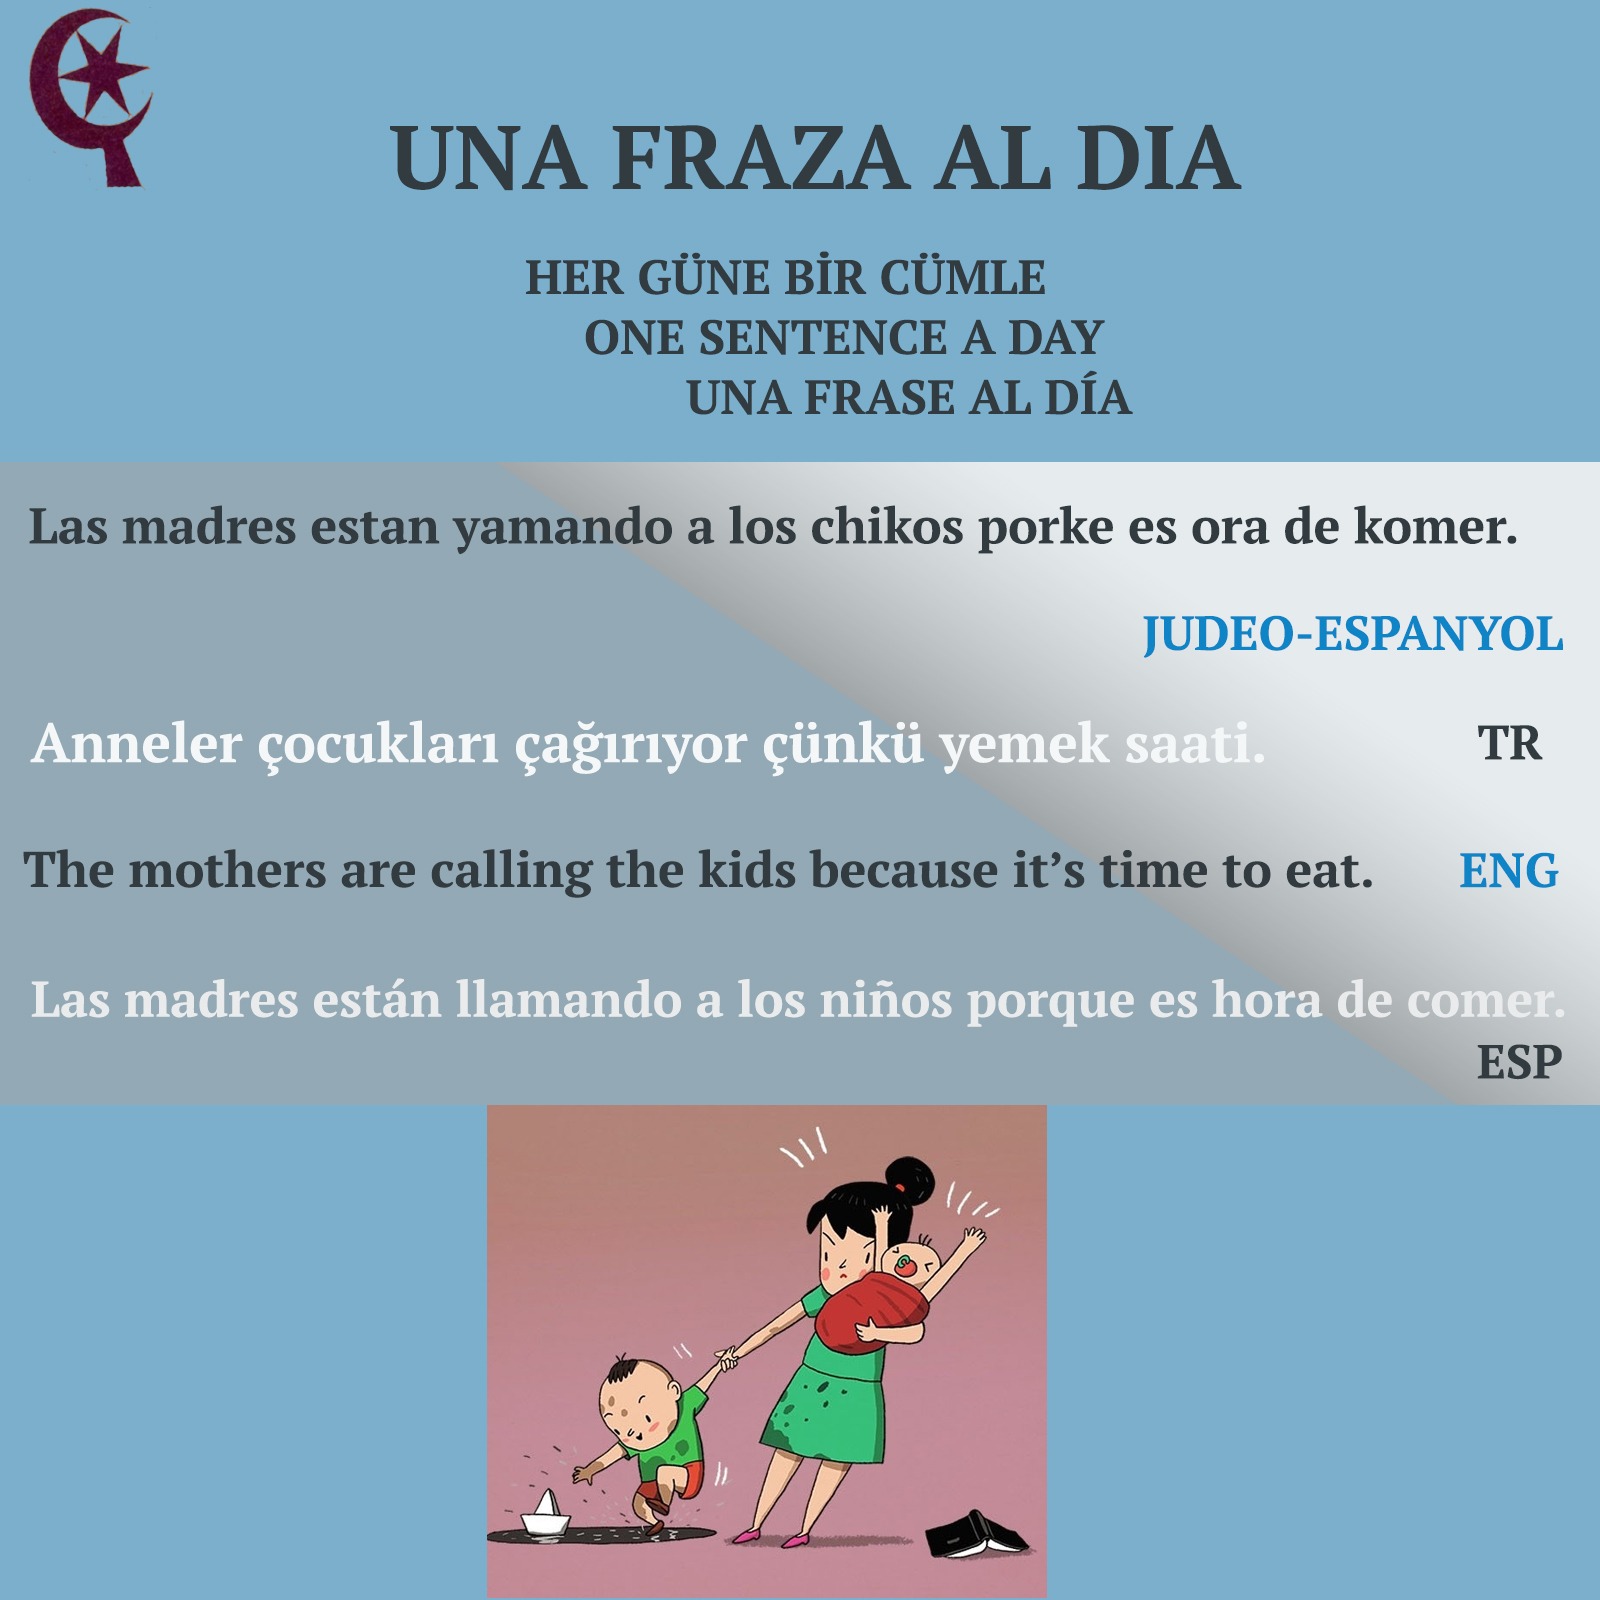 UNA FRAZA AL DIA
HER GÜNE BİR CÜMLE
ONE SENTENCE A DAY
UNA FRASE AL DÍA
Las madres estan yamando a los chikos porke es ora de komer.
JUDEO-ESPANYOL
Anneler çocukları çağırıyor çünkü yemek saati. TR
The mothers are calling the kids because it’s time to eat. ENG
Las madres están llamando a los niños porque es hora de comer.
ESP